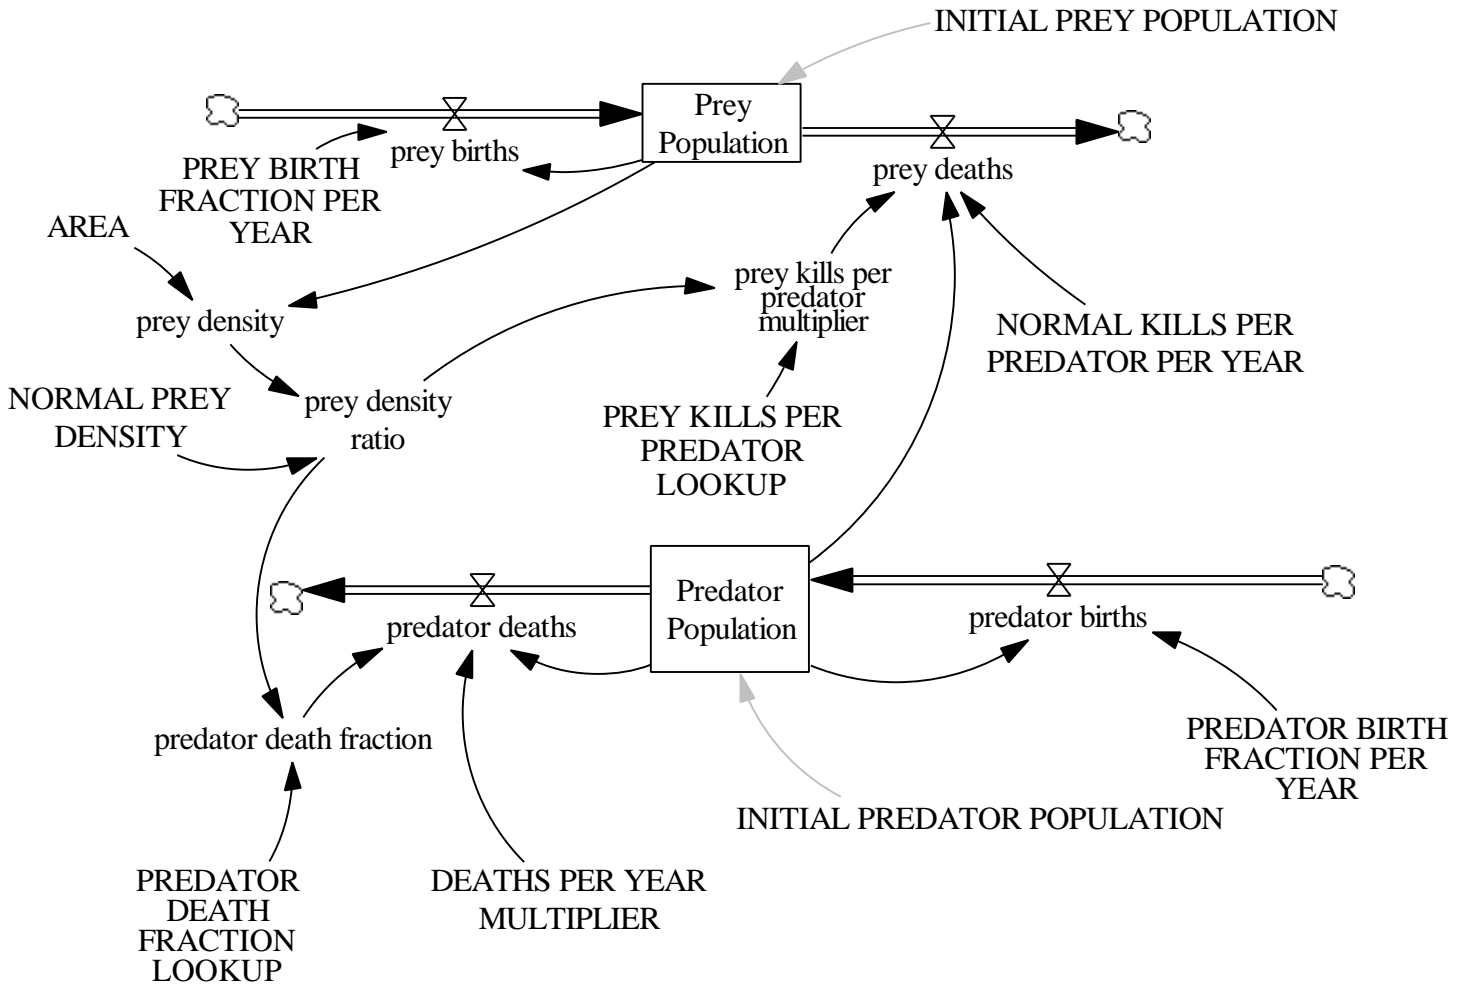 INITIAL PREY POPULATION
Prey
Population
prey births
PREY BIRTH
FRACTION PER
YEAR
prey deaths
AREA
prey density
prey kills per
predator
multiplier
NORMAL KILLS PER
PREDATOR PER YEAR
NORMAL PREY
DENSITY
prey density
ratio
PREY KILLS PER
PREDATOR
LOOKUP
Predator
Population
predator deaths
predator births
predator death fraction
PREDATOR BIRTH
FRACTION PER
YEAR
INITIAL PREDATOR POPULATION
PREDATOR
DEATH
FRACTION
LOOKUP
DEATHS PER YEAR
MULTIPLIER